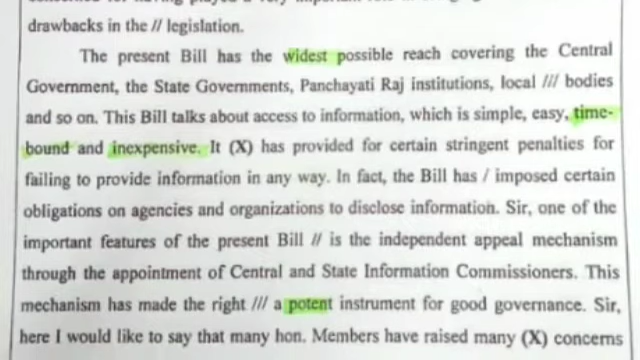 drawbacks in the // legislation.
The present Bill has the widest possible reach covering the Central
Government, the State Governments, Panchayati Raj institutions, local /// bodies
and so on. This Bill talks about access to information, which is simple, easy, time-
bound and inexpensive. It (X) has provided for certain stringent penalties for
failing to provide information in any way. In fact, the Bill has / imposed certain
obligations on agencies and organizations to disclose information. Sir, one of the
important features of the present Bill // is the independent appeal mechanism
through the appointment of Central and State Information Commissioners. This
mechanism has made the right /// a potent instrument for good governance. Sir,
here I would like to say that many hon. Members have raised many (X) concerns